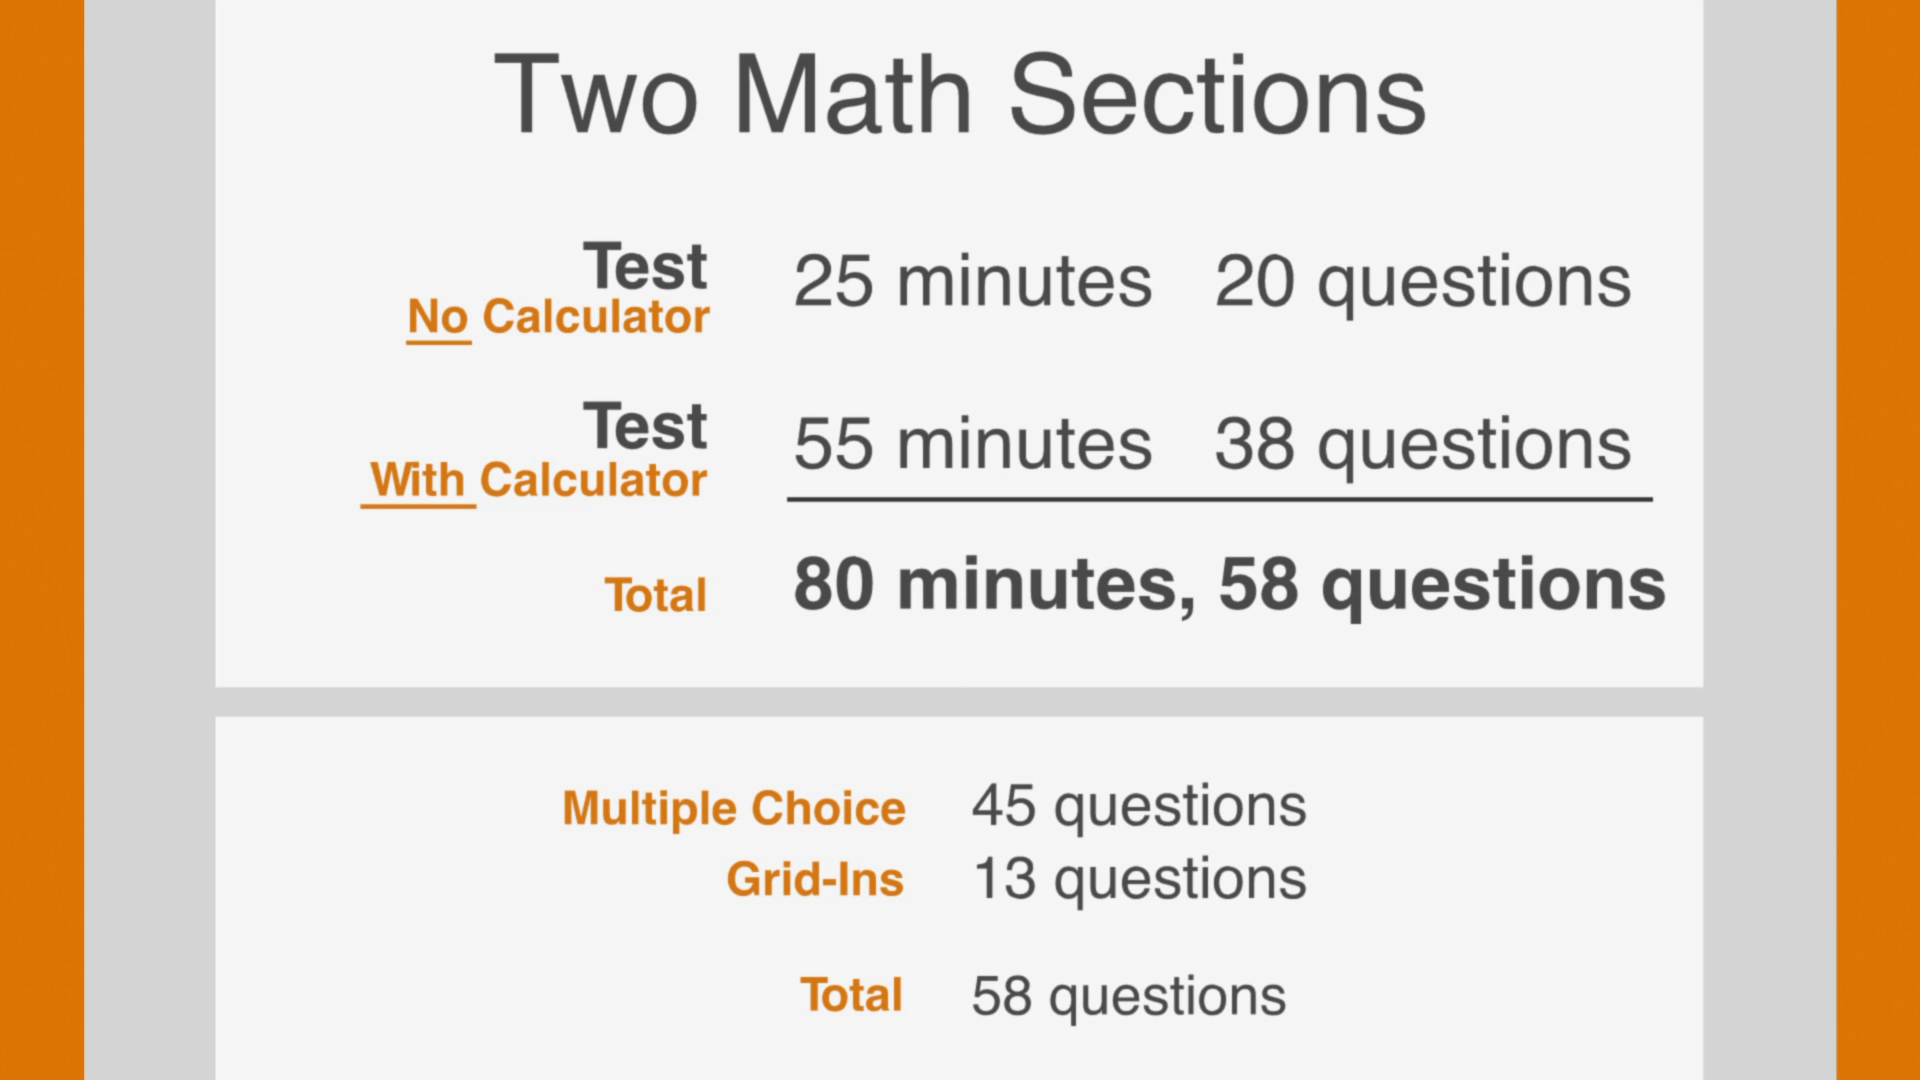 Two Math Sections
Test 25 minutes 20 questions
No Calculator
Test 55 minutes 38 questions
With Calculator
Total 80 minutes, 58 questions
Multiple Choice 45 questions
Grid-Ins 13 questions
Total 58 questions